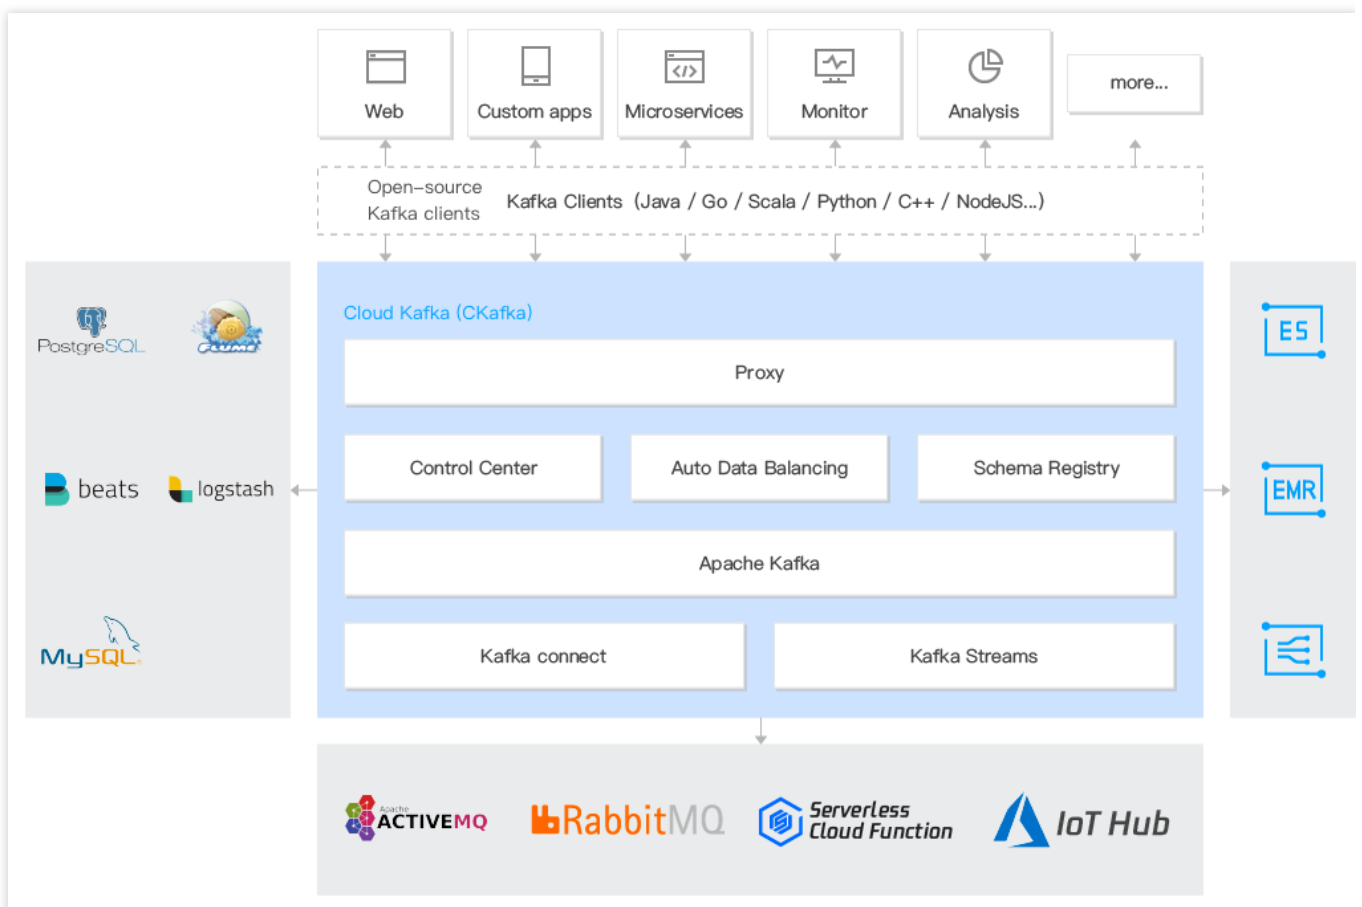 Web
Custom apps
Microservices
Monitor
Analysis
more...
Open-source
Kafka clients
Kafka Clients (Java / Go / Scala / Python / C++ / NodeJS...)
Cloud Kafka (CKafka)
Proxy
Control Center
Auto Data Balancing
Schema Registry
Apache Kafka
Kafka connect
Kafka Streams
PostgreSQL
FLUME
beats
logstash
MySQL
ES
EMR
Apache
ACTIVEMQ
RabbitMQ
Serverless
Cloud Function
IoT Hub